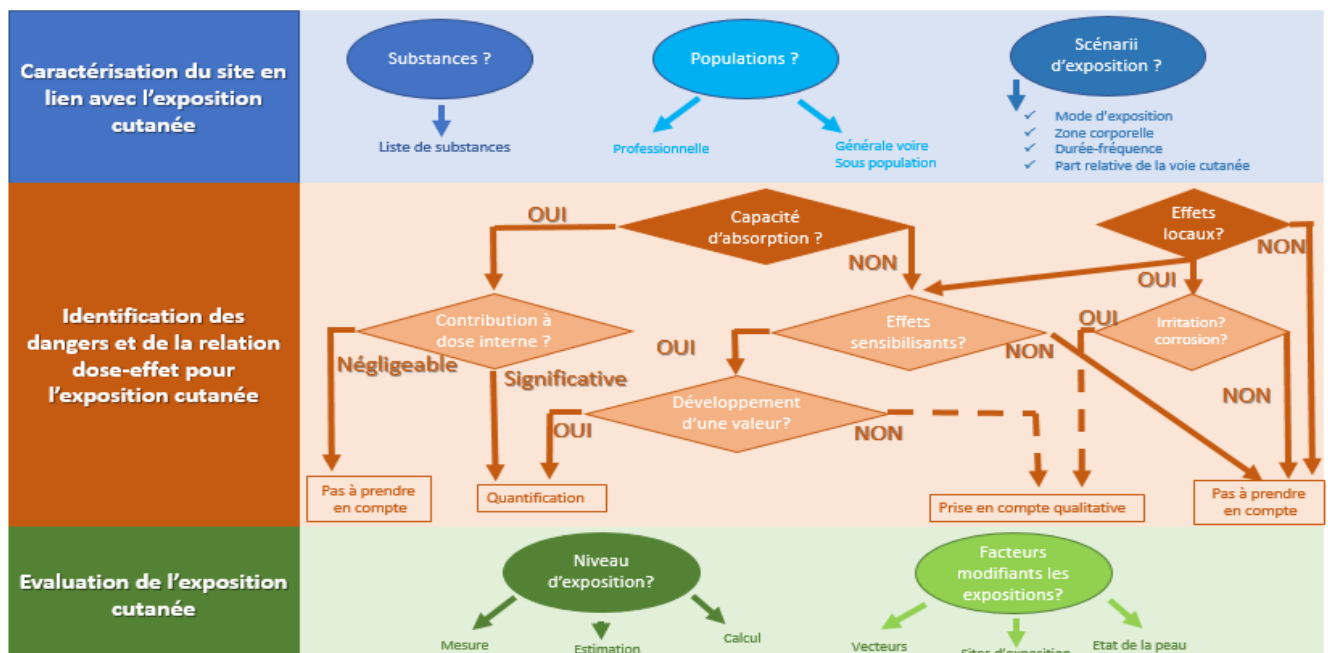 Caractérisation du site en
lien avec l'exposition
cutanée
Substances ?
Liste de substances
Populations ?
Professionnelle
Générale voire
Sous population
Scénarii
d'exposition ?
✓ Mode d'exposition
✓ Zone corporelle
✓ Durée-fréquence
✓ Part relative de la voie cutanée
Identification des
dangers et de la relation
dose-effet pour
l'exposition cutanée
Capacité
d'absorption ?
OUI
NON
Effets
locaux?
NON
OUI
Contribution à
dose interne ?
Négligeable
Significative
Effets
sensibilisants?
OUI
NON
Irritation?
corrosion?
OUI
NON
Développement
d'une valeur?
OUI
NON
Pas à prendre
en compte
Quantification
Prise en compte qualitative
Pas à prendre
en compte
Evaluation de l'exposition
cutanée
Niveau
d'exposition?
Mesure
Estimation
Calcul
Facteurs
modifiants les
expositions?
Vecteurs
Sites d'exposition
Etat de la peau